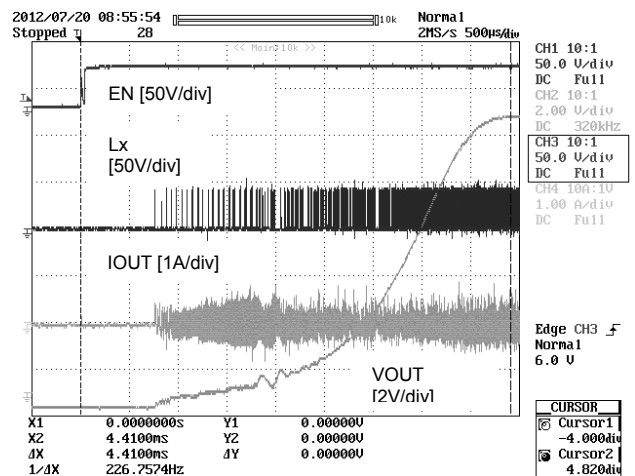 2012/07/20 08:55:54
10k
Normal
Stopped
28
2MS/s 500µs/div
<< Main:10k >>
EN [50V/div]
Lx
[50V/div]
IOUT [1A/div]
VOUT
[2V/div]
CH1 10:1
50.0 V/div
DC Full
CH2 10:1
2.00 V/div
DC 320kHz
CH3 10:1
50.0 V/div
DC Full
CH4 10A:1V
1.00 A/div
DC Full
Edge CH3
Normal
6.0 V
X1 0.0000000s Y1 0.00000V
X2 4.4100ms Y2 0.00000V
ΔX 4.4100ms ΔY 0.00000V
1/ΔX 226.7574Hz
CURSOR
Cursor1
-4.000div
Cursor2
4.820div